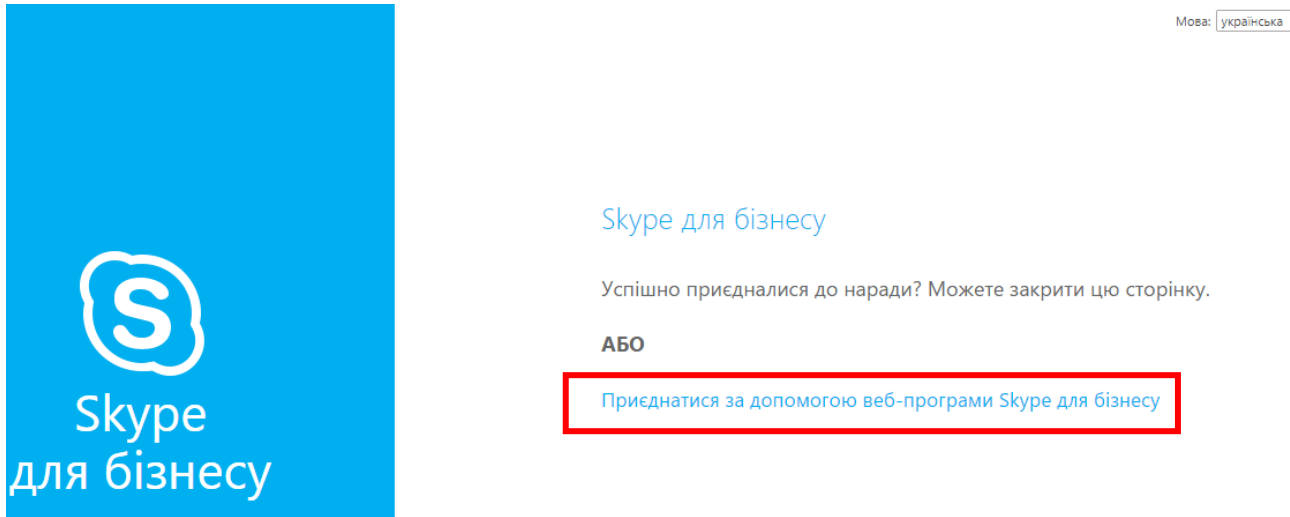 Мова: українська
Skype для бізнесу
Успішно приєдналися до наради? Можете закрити цю сторінку.
АБО
Приєднатися за допомогою веб-програми Skype для бізнесу
S
Skype
для бізнесу